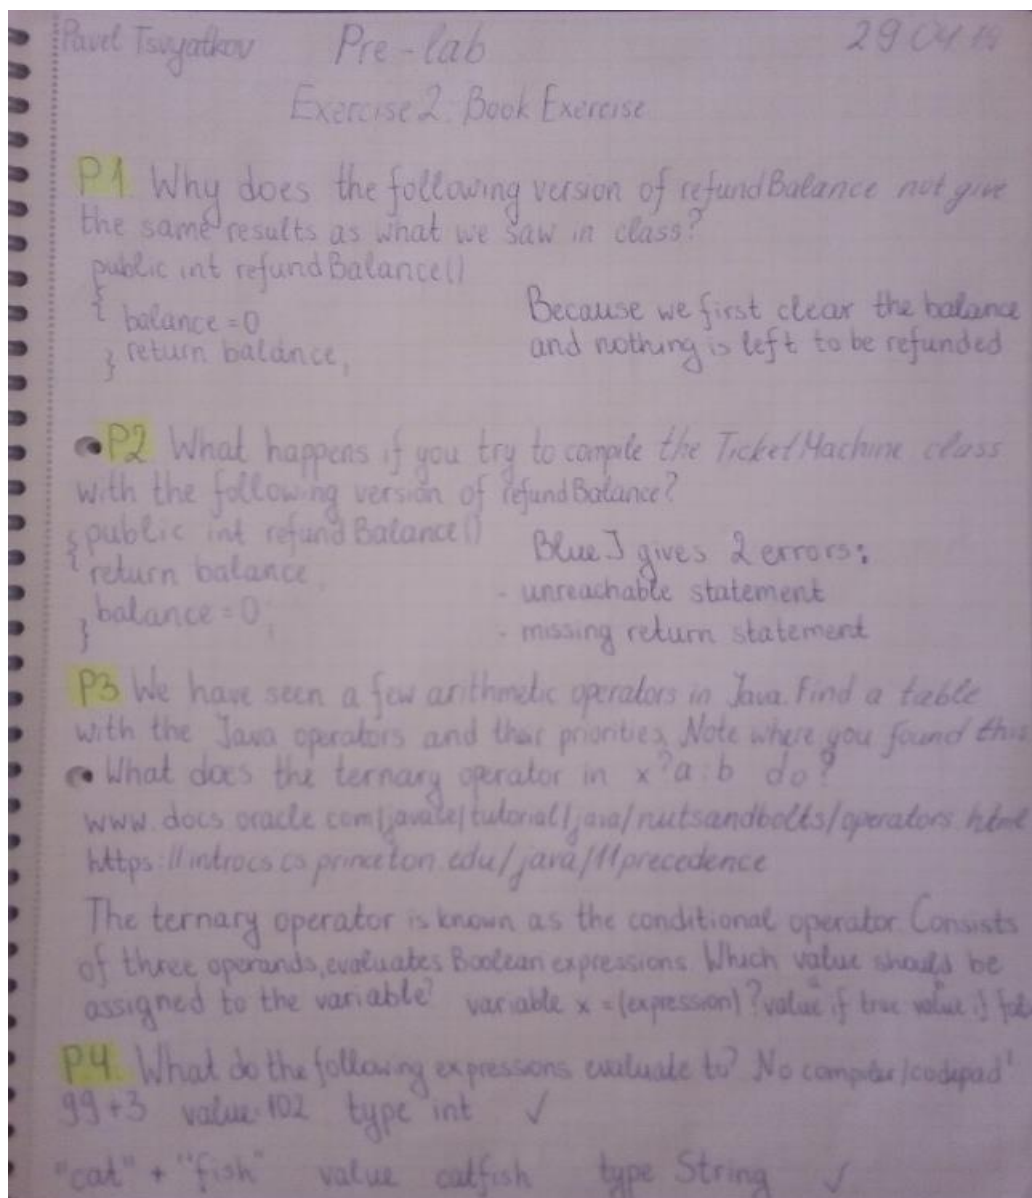 Pavel Tsvyatkov Pre-lab 29.04.19
Exercise 2: Book Exercise
P1 Why does the following version of refundBalance not give
the same results as what we saw in class?
public int refundBalance()
{
balance=0
return balance;
}
Because we first clear the balance
and nothing is left to be refunded
P2 What happens if you try to compile the TicketMachine class
with the following version of refundBalance?
public int refundBalance()
{
return balance;
balance=0;
}
BlueJ gives 2 errors:
- unreachable statement
- missing return statement
P3 We have seen a few arithmetic operators in Java. Find a table
with the Java operators and their priorities. Note where you found this
What does the ternary operator in x?a:b do?
www.docs.oracle.com/javase/tutorial/java/nutsandbolts/operators.html
https://introcs.cs.princeton.edu/java/11precedence
The ternary operator is known as the conditional operator. Consists
of three operands, evaluates Boolean expressions. Which value should be
assigned to the variable? variable x = (expression) ? value if true value if
P.4. What do the following expressions evaluate to? No compiler/codepad!
99+3 value:102 type int ✓
"cat" + "fish" value catfish type String ✓